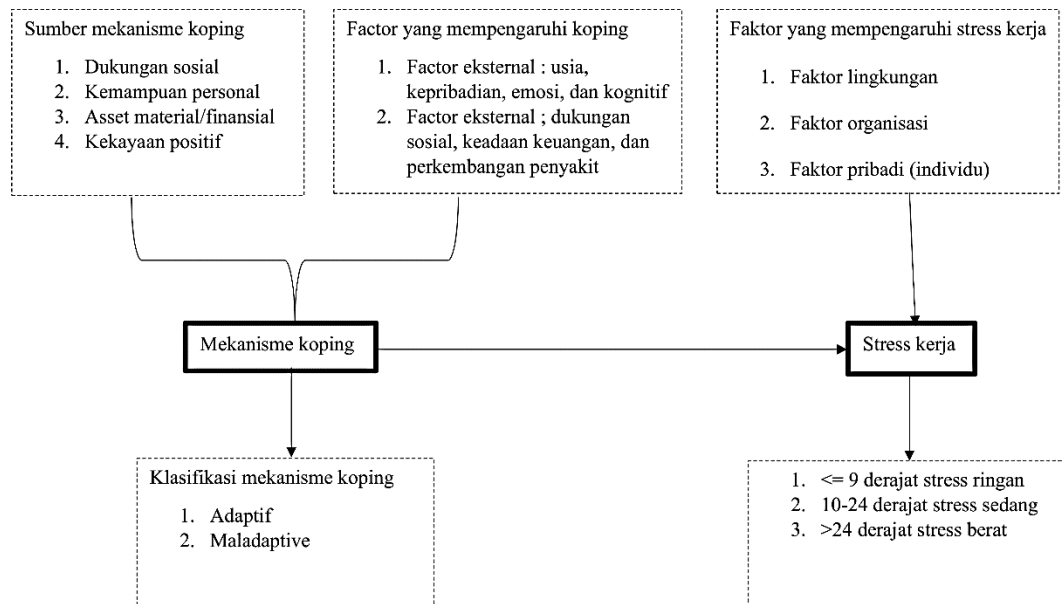 Sumber mekanisme koping
1. Dukungan sosial
2. Kemampuan personal
3. Asset material/finansial
4. Kekayaan positif
Factor yang mempengaruhi koping
1. Factor eksternal : usia,
kepribadian, emosi, dan kognitif
2. Factor eksternal ; dukungan
sosial, keadaan keuangan, dan
perkembangan penyakit
Faktor yang mempengaruhi stress kerja
1. Faktor lingkungan
2. Faktor organisasi
3. Faktor pribadi (individu)
Mekanisme koping
Stress kerja
Klasifikasi mekanisme koping
1. Adaptif
2. Maladaptive
1. <= 9 derajat stress ringan
2. 10-24 derajat stress sedang
3. >24 derajat stress berat